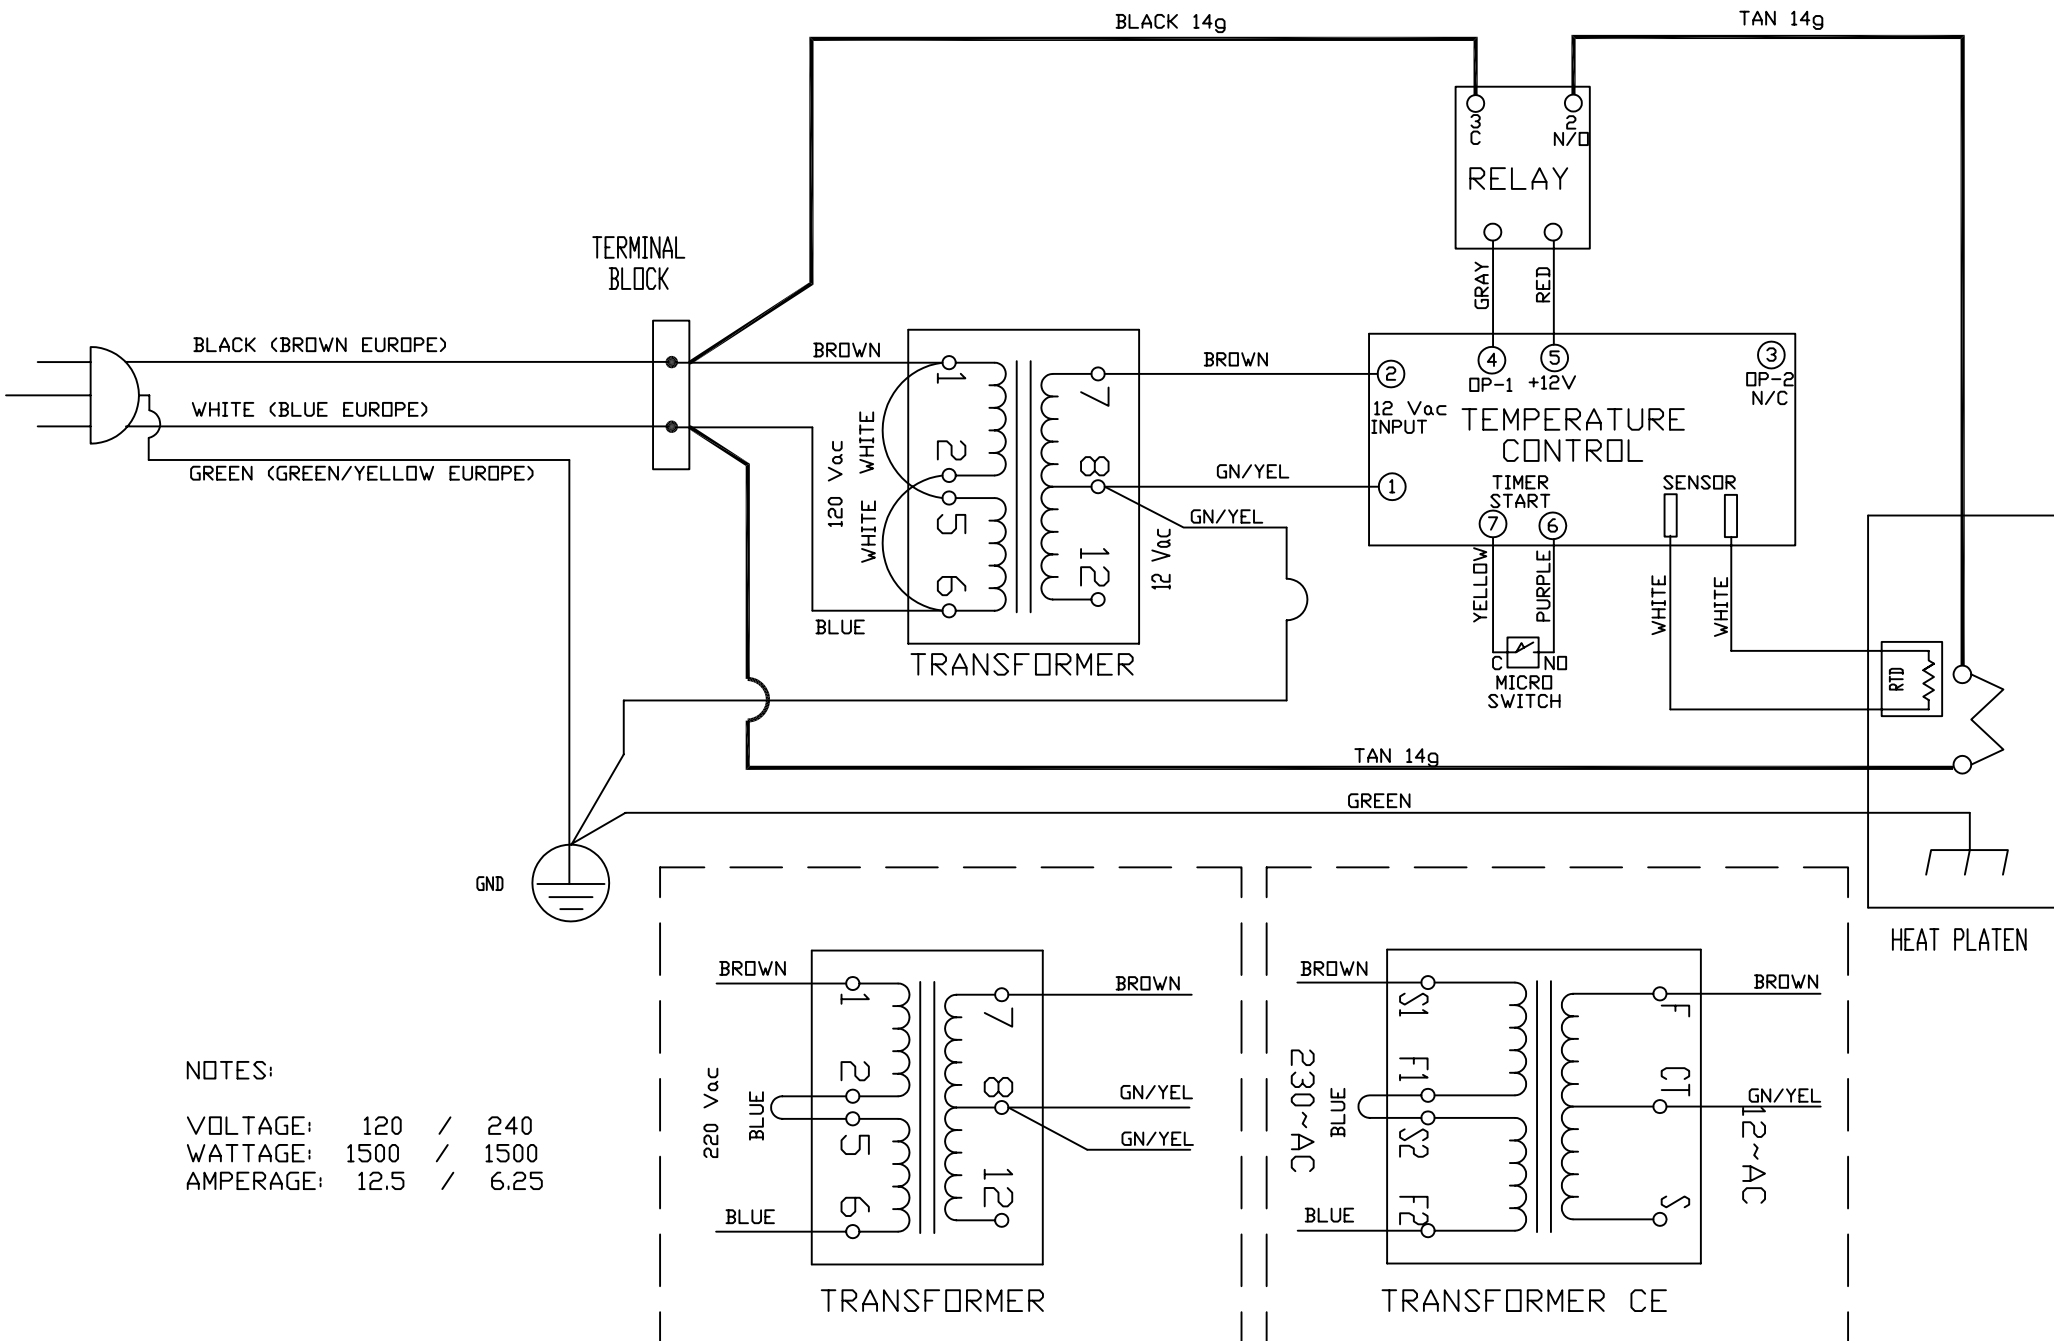 BLACK 14g
TAN 14g
3
C
2
N/O
RELAY
TERMINAL
BLOCK
GRAY
RED
BLACK (BROWN EUROPE)
WHITE (BLUE EUROPE)
GREEN (GREEN/YELLOW EUROPE)
BROWN
BLUE
120 Vac
WHITE
WHITE
1
2
5
6
7
8
12
12 Vac
TRANSFORMER
BROWN
GN/YEL
GN/YEL
2
12 Vac
INPUT
1
4
OP-1
5
+12V
3
OP-2
N/C
TEMPERATURE
CONTROL
TIMER
START
7
6
SENSOR
YELLOW
PURPLE
C
NO
MICRO
SWITCH
WHITE
WHITE
RTD
TAN 14g
GREEN
GND
HEAT PLATEN
BROWN
220 Vac
BLUE
BLUE
1
2
5
6
7
8
12
BROWN
GN/YEL
GN/YEL
TRANSFORMER
BROWN
230~AC
BLUE
BLUE
S1
F1
S2
F2
F
CT
S
BROWN
GN/YEL
12~AC
TRANSFORMER CE
NOTES:
VOLTAGE: 120 / 240
WATTAGE: 1500 / 1500
AMPERAGE: 12.5 / 6.25